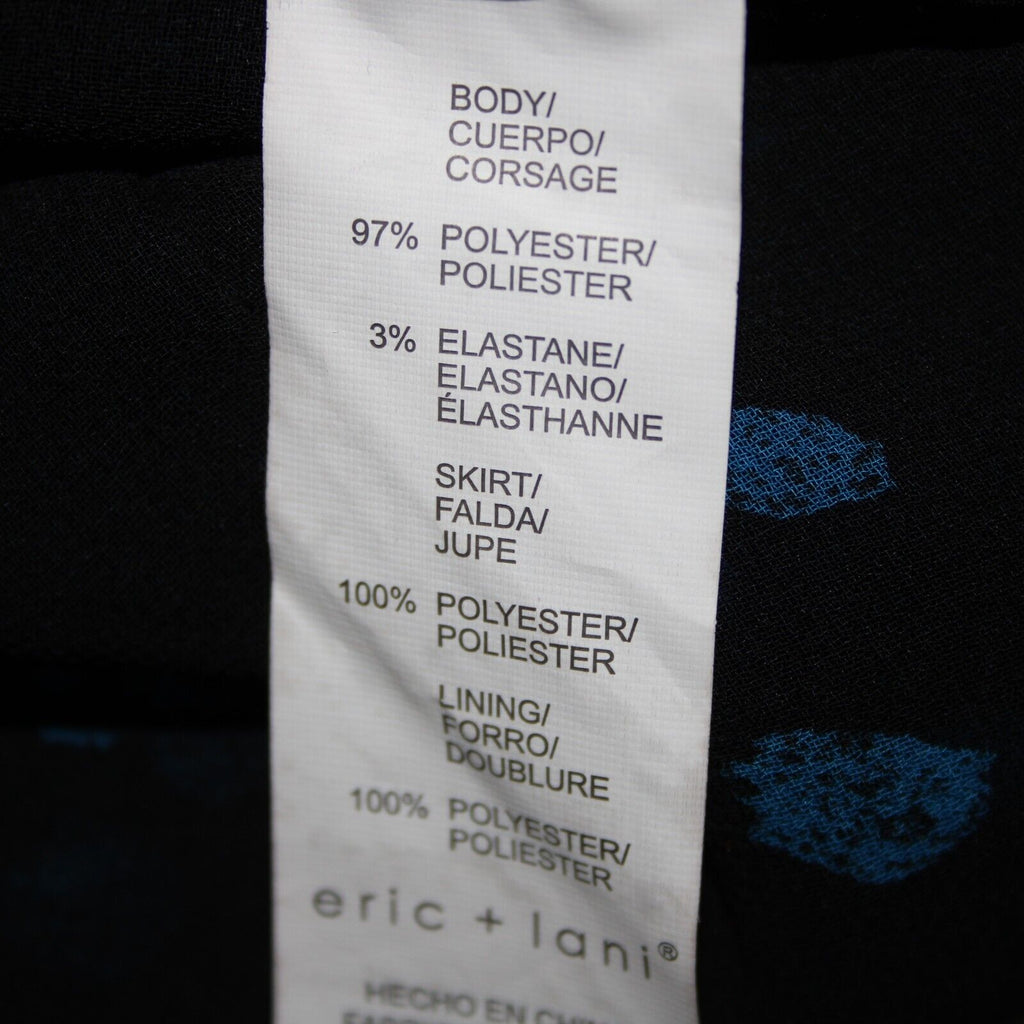 BODY/
CUERPO/
CORSAGE
97% POLYESTER/
POLIESTER
3% ELASTANE/
ELASTANO/
ÉLASTHANNE
SKIRT/
FALDA/
JUPE
100% POLYESTER/
POLIESTER
LINING/
FORRO/
DOUBLURE
100% POLYESTER/
POLIESTER
eric + lani®
HECHO EN